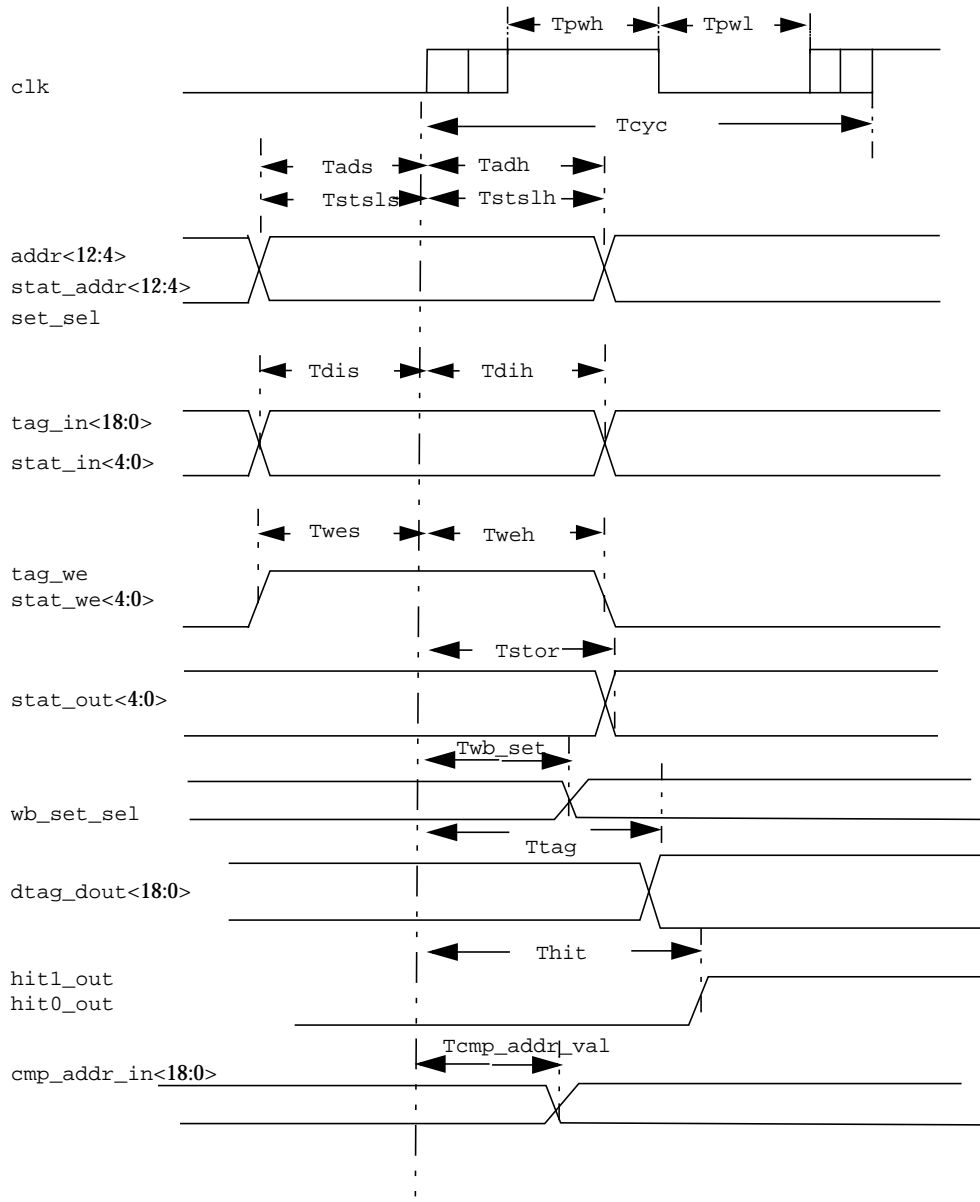 Tpwh Tpwl
clk
Tcyc
Tads Tadh
Tstsls Tstslh
addr<12:4>
stat_addr<12:4>
set_sel
Tdis Tdih
tag_in<18:0>
stat_in<4:0>
Twes Tweh
tag_we
stat_we<4:0>
Tstor
stat_out<4:0>
Twb_set
wb_set_sel
Ttag
dtag_dout<18:0>
Thit
hit1_out
hit0_out
Tcmp_addr_val
cmp_addr_in<18:0>